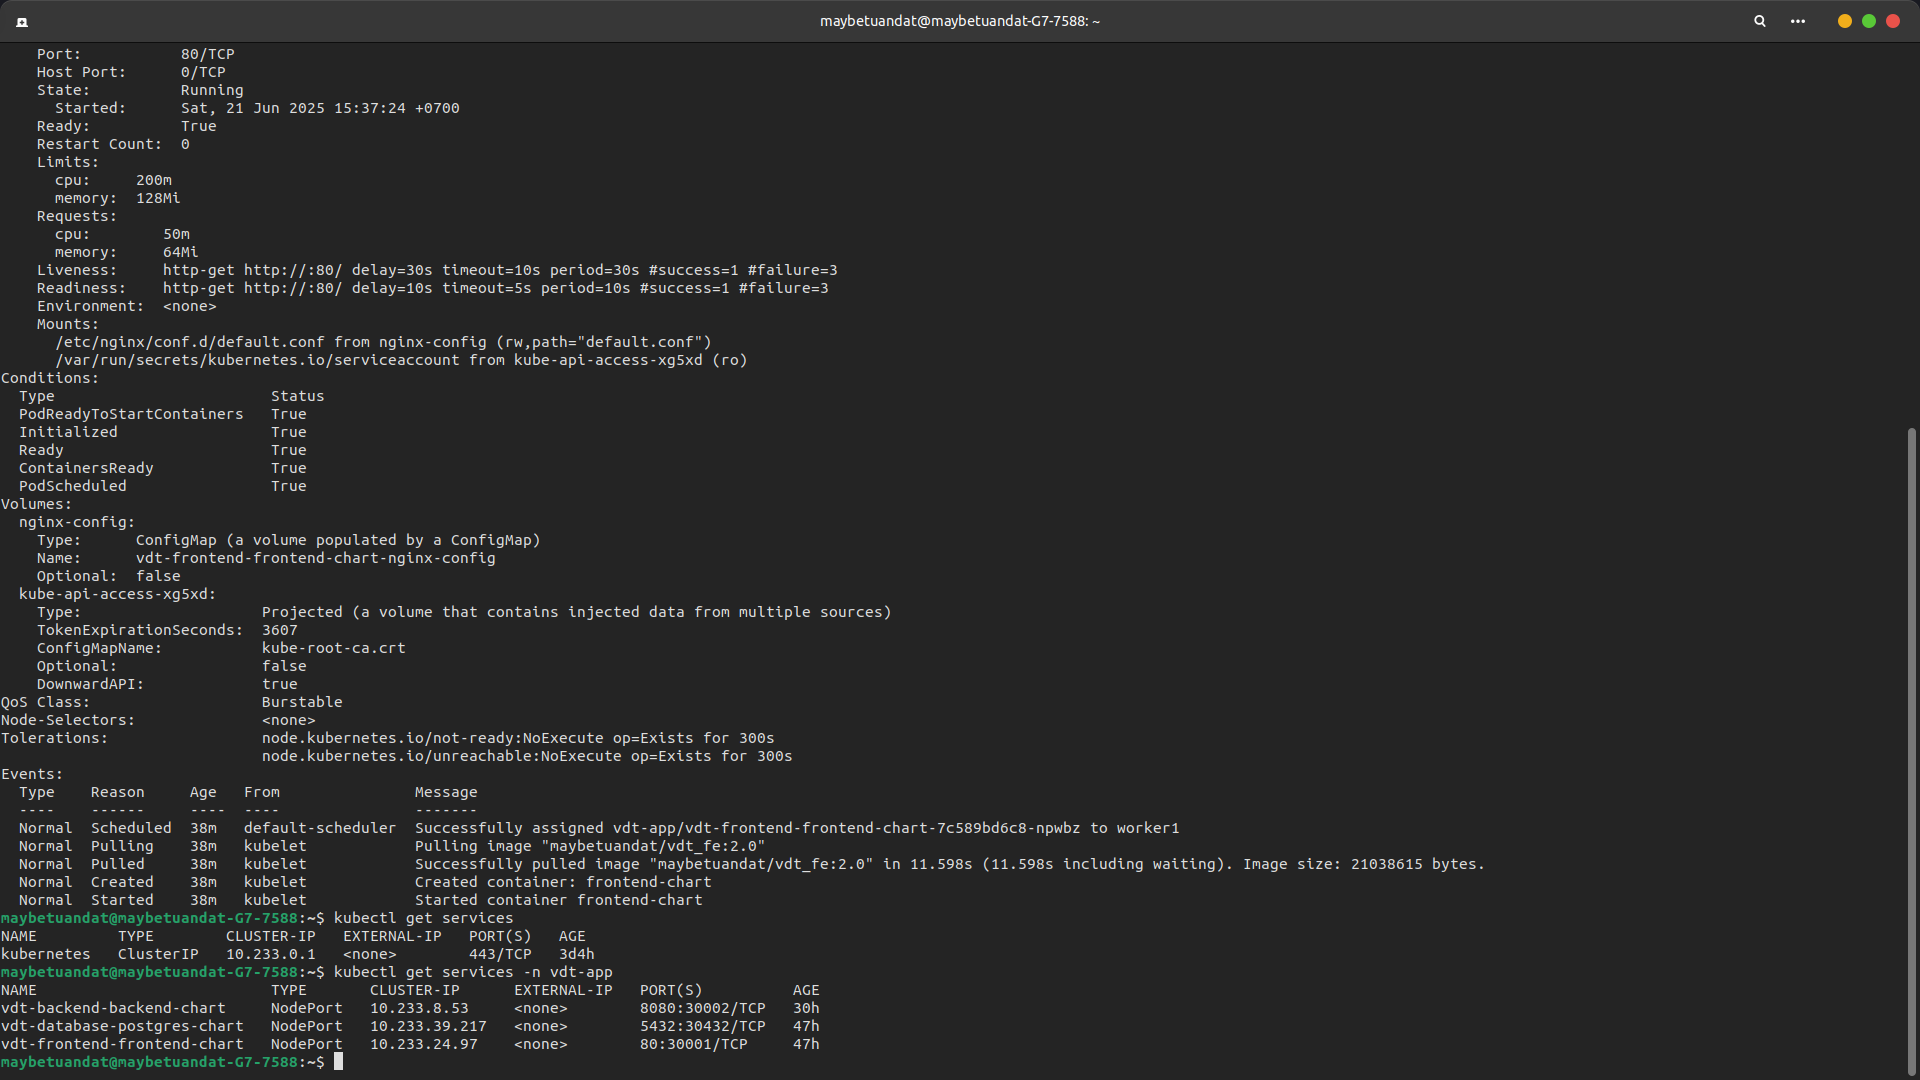 maybetuandat@maybetuandat-G7-7588: ~
    Port:           80/TCP
    Host Port:      0/TCP
    State:          Running
      Started:      Sat, 21 Jun 2025 15:37:24 +0700
    Ready:          True
    Restart Count:  0
    Limits:
      cpu:     200m
      memory:  128Mi
    Requests:
      cpu:        50m
      memory:     64Mi
    Liveness:     http-get http://:80/ delay=30s timeout=10s period=30s #success=1 #failure=3
    Readiness:    http-get http://:80/ delay=10s timeout=5s period=10s #success=1 #failure=3
    Environment:  <none>
    Mounts:
      /etc/nginx/conf.d/default.conf from nginx-config (rw,path="default.conf")
      /var/run/secrets/kubernetes.io/serviceaccount from kube-api-access-xg5xd (ro)
Conditions:
  Type                        Status
  PodReadyToStartContainers   True
  Initialized                 True
  Ready                       True
  ContainersReady             True
  PodScheduled                True
Volumes:
  nginx-config:
    Type:      ConfigMap (a volume populated by a ConfigMap)
    Name:      vdt-frontend-frontend-chart-nginx-config
    Optional:  false
  kube-api-access-xg5xd:
    Type:                    Projected (a volume that contains injected data from multiple sources)
    TokenExpirationSeconds:  3607
    ConfigMapName:           kube-root-ca.crt
    Optional:                false
    DownwardAPI:             true
QoS Class:                   Burstable
Node-Selectors:              <none>
Tolerations:                 node.kubernetes.io/not-ready:NoExecute op=Exists for 300s
                             node.kubernetes.io/unreachable:NoExecute op=Exists for 300s
Events:
  Type    Reason     Age   From               Message
  ----    ------     ----  ----               -------
  Normal  Scheduled  38m   default-scheduler  Successfully assigned vdt-app/vdt-frontend-frontend-chart-7c589bd6c8-npwbz to worker1
  Normal  Pulling    38m   kubelet            Pulling image "maybetuandat/vdt_fe:2.0"
  Normal  Pulled     38m   kubelet            Successfully pulled image "maybetuandat/vdt_fe:2.0" in 11.598s (11.598s including waiting). Image size: 21038615 bytes.
  Normal  Created    38m   kubelet            Created container: frontend-chart
  Normal  Started    38m   kubelet            Started container frontend-chart
maybetuandat@maybetuandat-G7-7588:~$ kubectl get services
NAME         TYPE        CLUSTER-IP   EXTERNAL-IP   PORT(S)   AGE
kubernetes   ClusterIP   10.233.0.1   <none>        443/TCP   3d4h
maybetuandat@maybetuandat-G7-7588:~$ kubectl get services -n vdt-app
NAME                          TYPE       CLUSTER-IP      EXTERNAL-IP   PORT(S)          AGE
vdt-backend-backend-chart     NodePort   10.233.8.53     <none>        8080:30002/TCP   30h
vdt-database-postgres-chart   NodePort   10.233.39.217   <none>        5432:30432/TCP   47h
vdt-frontend-frontend-chart   NodePort   10.233.24.97    <none>        80:30001/TCP     47h
maybetuandat@maybetuandat-G7-7588:~$